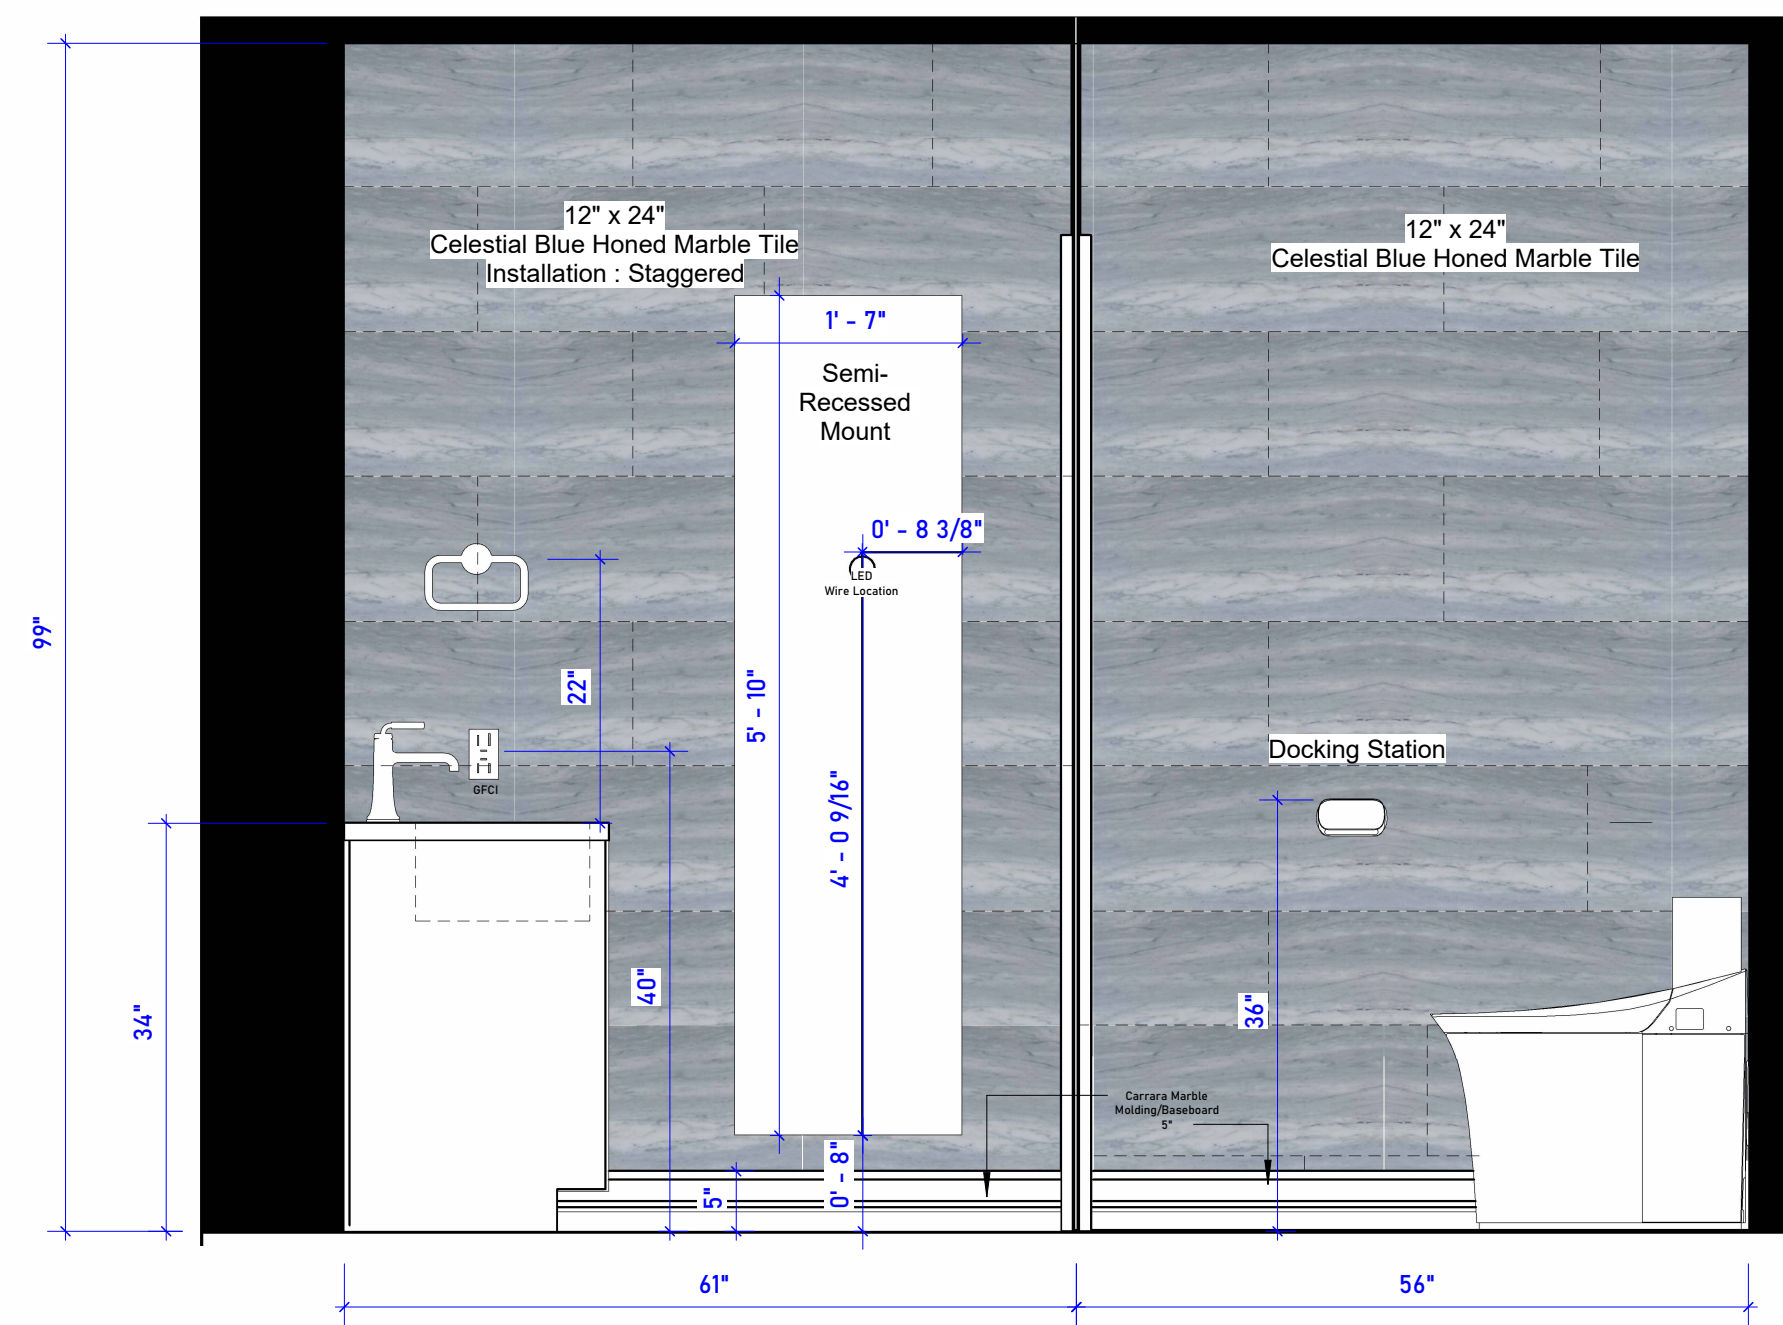 12" x 24"
Celestial Blue Honed Marble Tile
Installation : Staggered
12" x 24"
Celestial Blue Honed Marble Tile
1' - 7"
Semi-
Recessed
Mount
0' - 8 3/8"
LED
Wire Location
99"
22"
5' - 10"
4' - 0 9/16"
GFCI
Docking Station
34"
40"
36"
Carrara Marble
Molding/Baseboard
5"
5"
0' - 8"
61"
56"